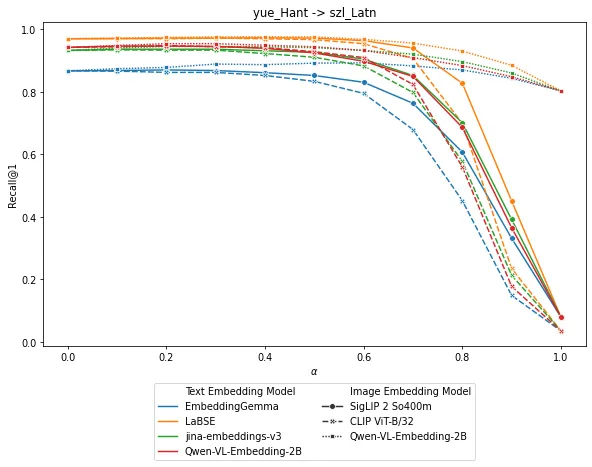 yue_Hant -> szl_Latn
Recall@1
1.0
0.8
0.6
0.4
0.2
0.0
0.0 0.2 0.4 0.6 0.8 1.0
α
Text Embedding Model
EmbeddingGemma
LaBSE
jina-embeddings-v3
Qwen-VL-Embedding-2B
Image Embedding Model
SigLIP 2 So400m
CLIP ViT-B/32
Qwen-VL-Embedding-2B